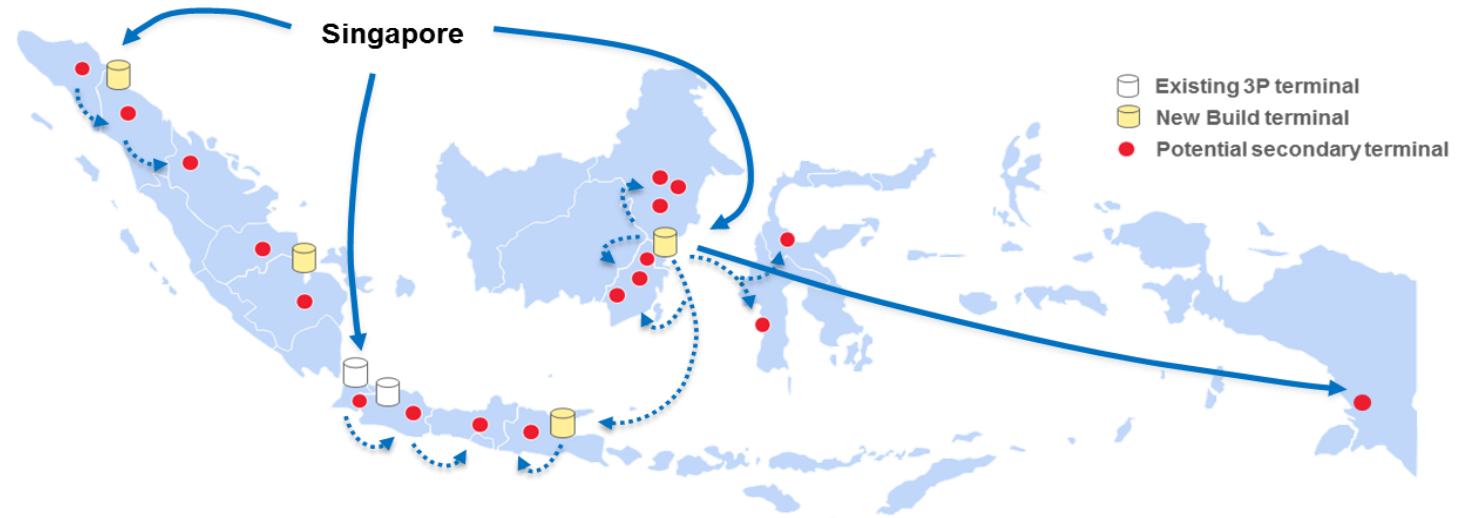 Singapore
Existing 3P terminal
New Build terminal
Potential secondary terminal